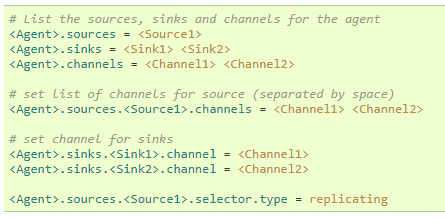 # List the sources, sinks and channels for the agent
<Agent>.sources = <Source1>
<Agent>.sinks = <Sink1> <Sink2>
<Agent>.channels = <Channel1> <Channel2>
# set list of channels for source (separated by space)
<Agent>.sources.<Source1>.channels = <Channel1> <Channel2>
# set channel for sinks
<Agent>.sinks.<Sink1>.channel = <Channel1>
<Agent>.sinks.<Sink2>.channel = <Channel2>
<Agent>.sources.<Source1>.selector.type = replicating